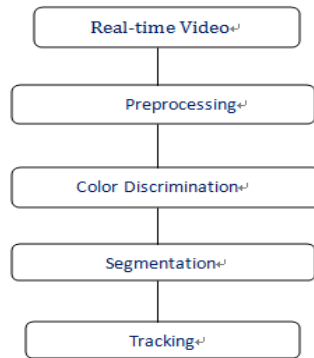 Real-time Video↵
Preprocessing↵
Color Discrimination↵
Segmentation↵
Tracking↵